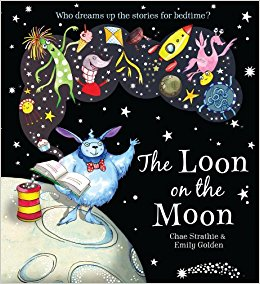 Who dreams up the stories for bedtime?
The Loon
on the
Moon
Chae Strathie &
Emily Golden